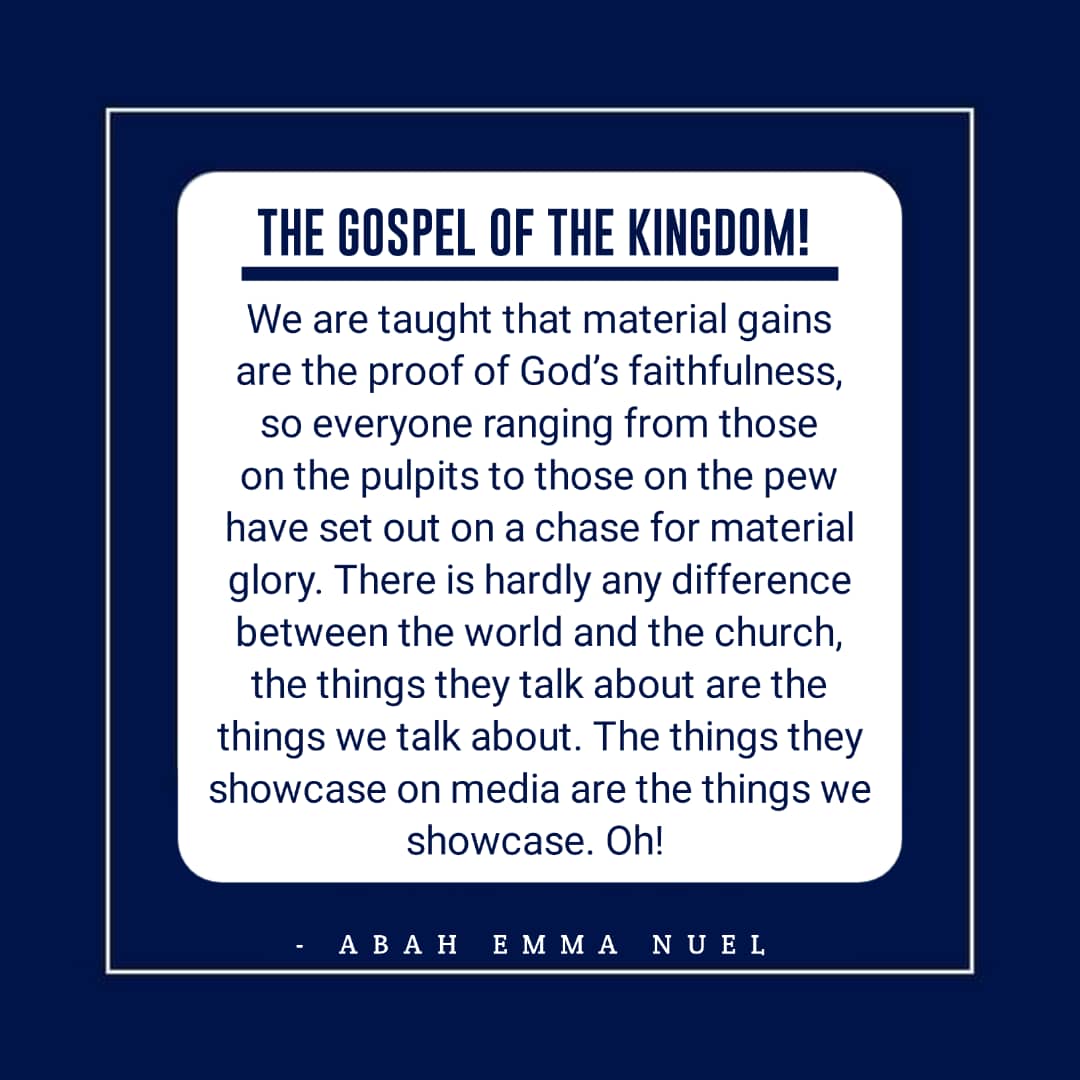 THE GOSPEL OF THE KINGDOM!
We are taught that material gains
are the proof of God’s faithfulness,
so everyone ranging from those
on the pulpits to those on the pew
have set out on a chase for material
glory. There is hardly any difference
between the world and the church,
the things they talk about are the
things we talk about. The things they
showcase on media are the things we
showcase. Oh!
- ABAH EMMA NUEL